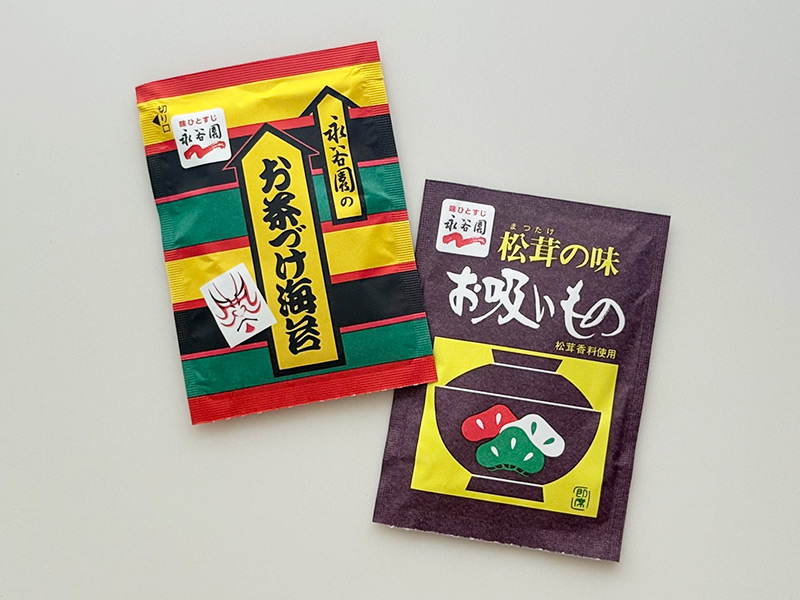 切り口
味ひとすじ
永谷園
永谷園の
お茶づけ海苔
味ひとすじ
永谷園
まつたけ
松茸の味
お吸いもの
松茸香料使用
即席